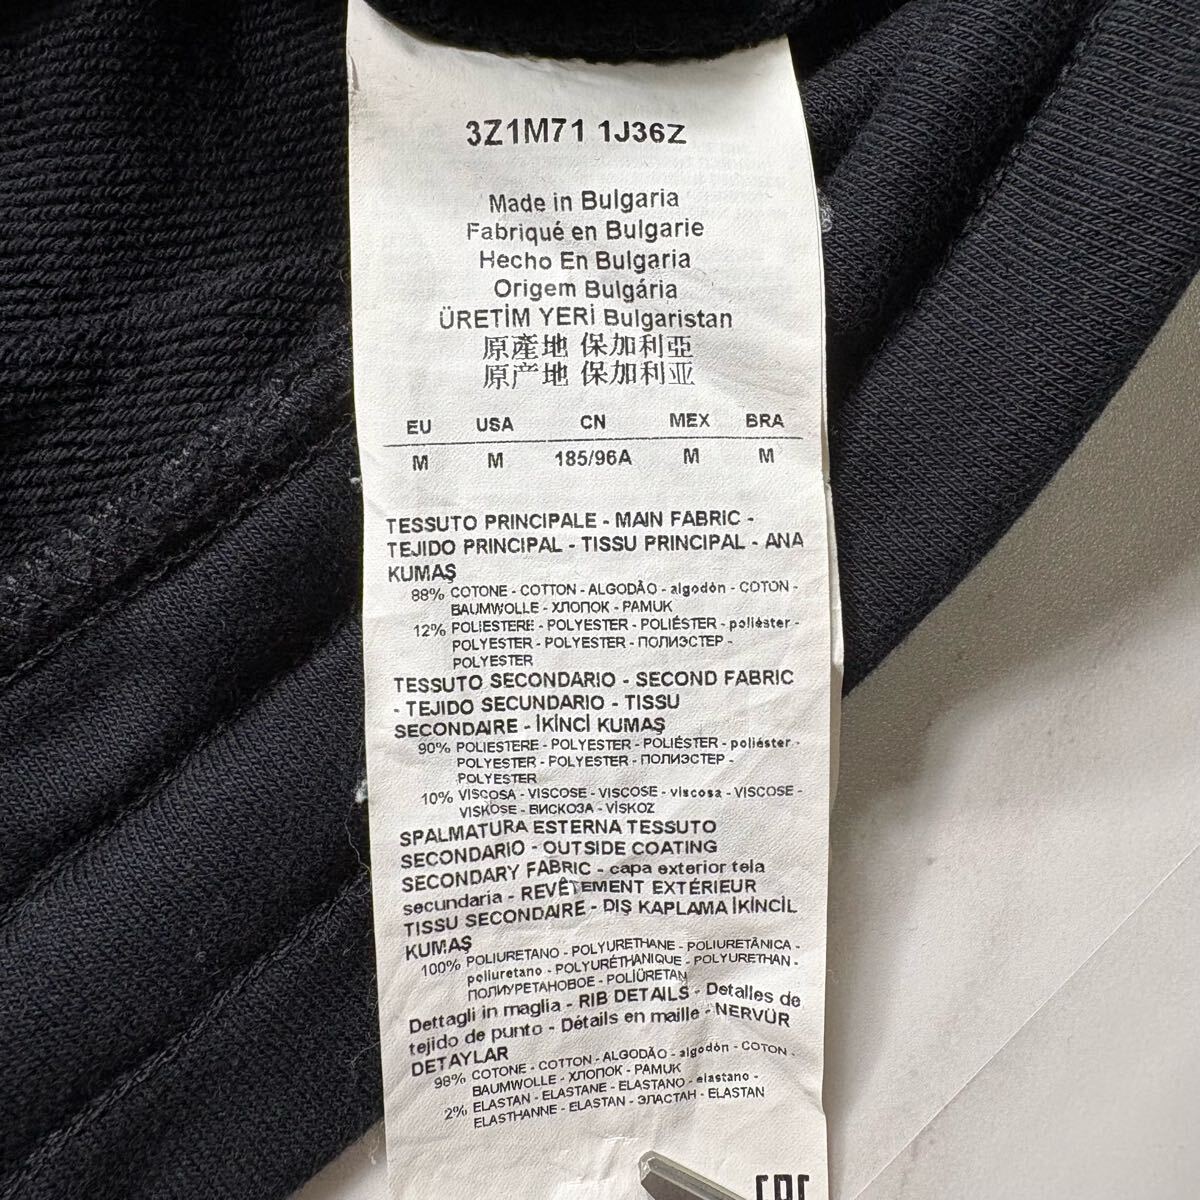 3Z1M71 1J36Z
Made in Bulgaria
Fabriqué en Bulgarie
Hecho En Bulgaria
Origem Bulgária
ÜRETİM YERİ Bulgaristan
原產地 保加利亞
原产地 保加利亚
EU USA CN MEX BRA
M M 185/96A M M
TESSUTO PRINCIPALE - MAIN FABRIC -
TEJIDO PRINCIPAL - TISSU PRINCIPAL - ANA
KUMAŞ
88% COTONE - COTTON - ALGODÃO - algodón - COTON -
BAUMWOLLE - ХЛОПОК - PAMUK
12% POLIESTERE - POLYESTER - POLIÉSTER - poliéster -
POLYESTER - POLYESTER - ПОЛИЭСТЕР -
POLYESTER
TESSUTO SECONDARIO - SECOND FABRIC
- TEJIDO SECUNDARIO - TISSU
SECONDAIRE - İKİNCİ KUMAŞ
90% POLIESTERE - POLYESTER - POLIÉSTER - poliéster -
POLYESTER - POLYESTER - ПОЛИЭСТЕР -
POLYESTER
10% VISCOSA - VISCOSE - VISCOSE - viscosa - VISCOSE -
VISKOSE - ВИСКОЗА - VİSKOZ
SPALMATURA ESTERNA TESSUTO
SECONDARIO - OUTSIDE COATING
SECONDARY FABRIC - capa exterior tela
secundaria - REVÊTEMENT EXTÉRIEUR
TISSU SECONDAIRE - DIŞ KAPLAMA İKİNCİL
KUMAŞ
100% POLIURETANO - POLYURETHANE - POLIURETÂNICA -
poliuretano - POLYURÉTHANIQUE - POLYURETHAN -
ПОЛИУРЕТАНОВОЕ - POLİÜRETAN
Dettagli in maglia - RIB DETAILS - Detalles de
tejido de punto - Détails en maille - NERVÜR
DETAYLAR
98% COTONE - COTTON - ALGODÃO - algodón - COTON -
BAUMWOLLE - ХЛОПОК - PAMUK
2% ELASTAN - ELASTANE - ELASTANO - elastano -
ELASTHANNE - ELASTAN - ЭЛАСТАН - ELASTAN